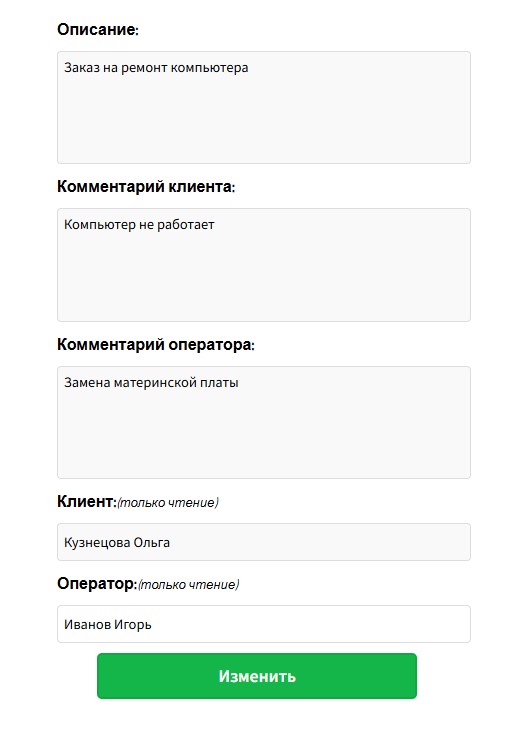 Описание:
Заказ на ремонт компьютера
Комментарий клиента:
Компьютер не работает
Комментарий оператора:
Замена материнской платы
Клиент:(только чтение)
Кузнецова Ольга
Оператор:(только чтение)
Иванов Игорь
Изменить